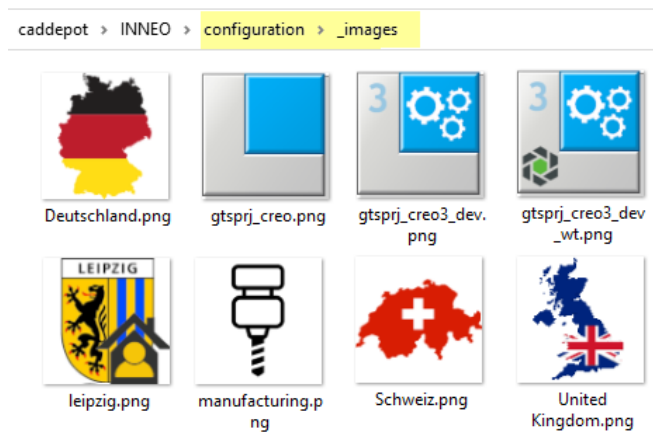 caddepot > INNEO > configuration > _images
3
3
Deutschland.png
gtsprj_creo.png
gtsprj_creo3_dev.
png
gtsprj_creo3_dev
_wt.png
LEIPZIG
leipzig.png
manufacturing.p
ng
Schweiz.png
United
Kingdom.png